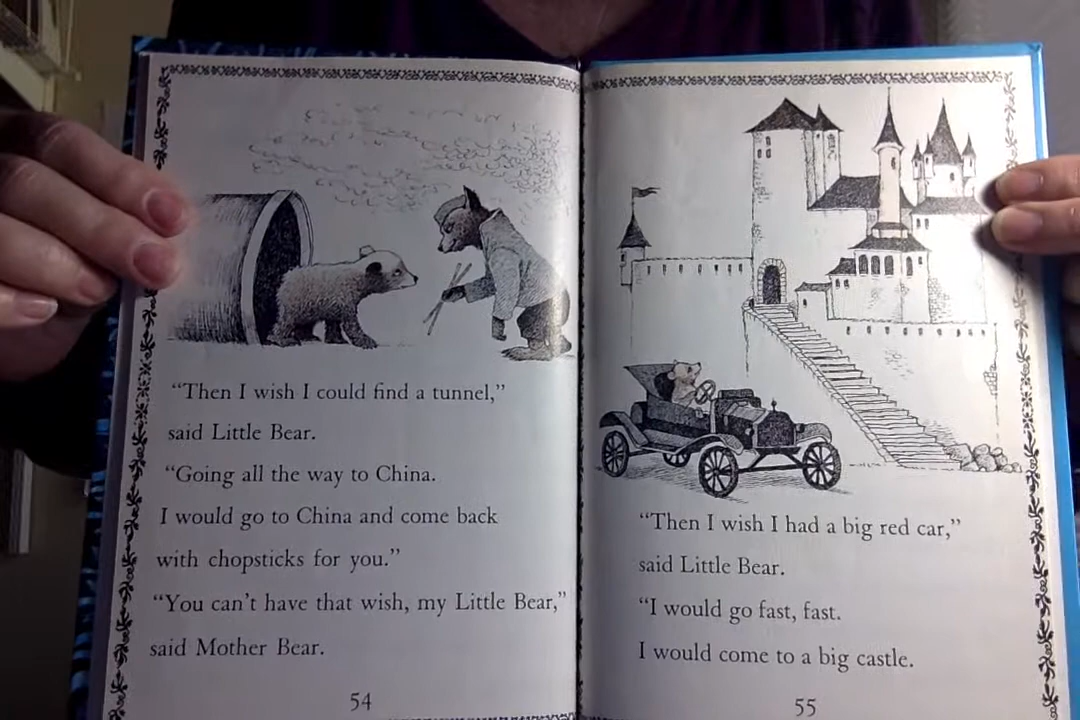 “Then I wish I could find a tunnel,”
said Little Bear.
“Going all the way to China.
I would go to China and come back
with chopsticks for you.”
“You can’t have that wish, my Little Bear,”
said Mother Bear.
54
“Then I wish I had a big red car,”
said Little Bear.
“I would go fast, fast.
I would come to a big castle.
55